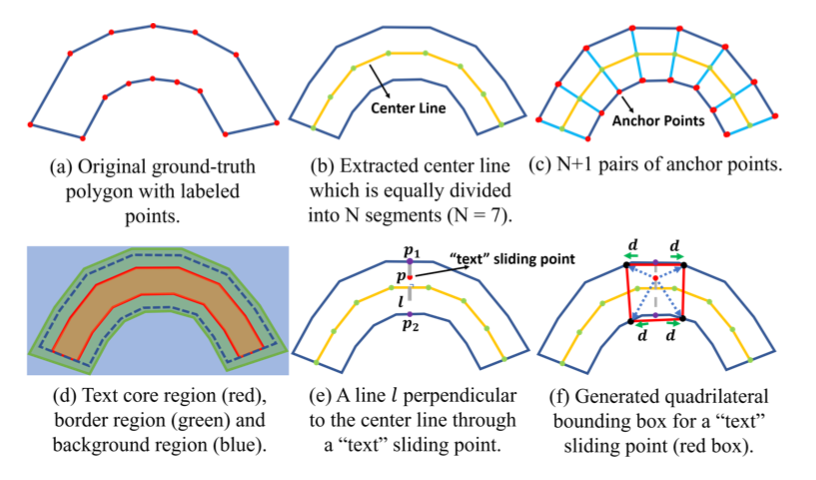 Center Line
Anchor Points
(a) Original ground-truth
polygon with labeled
points.
(b) Extracted center line
which is equally divided
into N segments (N = 7).
(c) N+1 pairs of anchor points.
p1
"text" sliding point
p
l
p2
d d
d d
(d) Text core region (red),
border region (green) and
background region (blue).
(e) A line l perpendicular
to the center line through
a "text" sliding point.
(f) Generated quadrilateral
bounding box for a "text"
sliding point (red box).